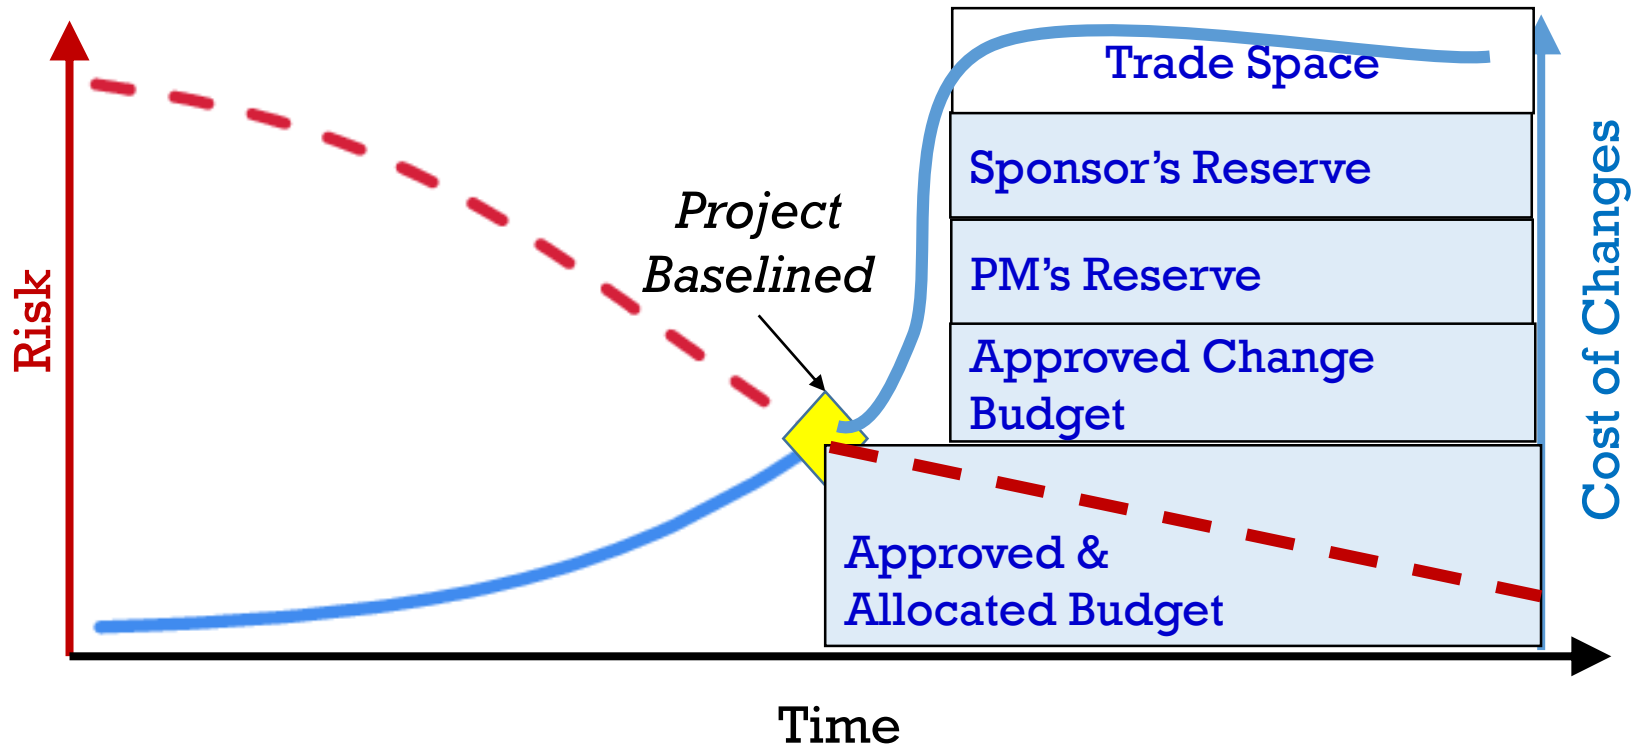 Trade Space
Sponsor’s Reserve
Project
Baselined
PM’s Reserve
Approved Change
Budget
Approved &
Allocated Budget
Risk
Cost of Changes
Time